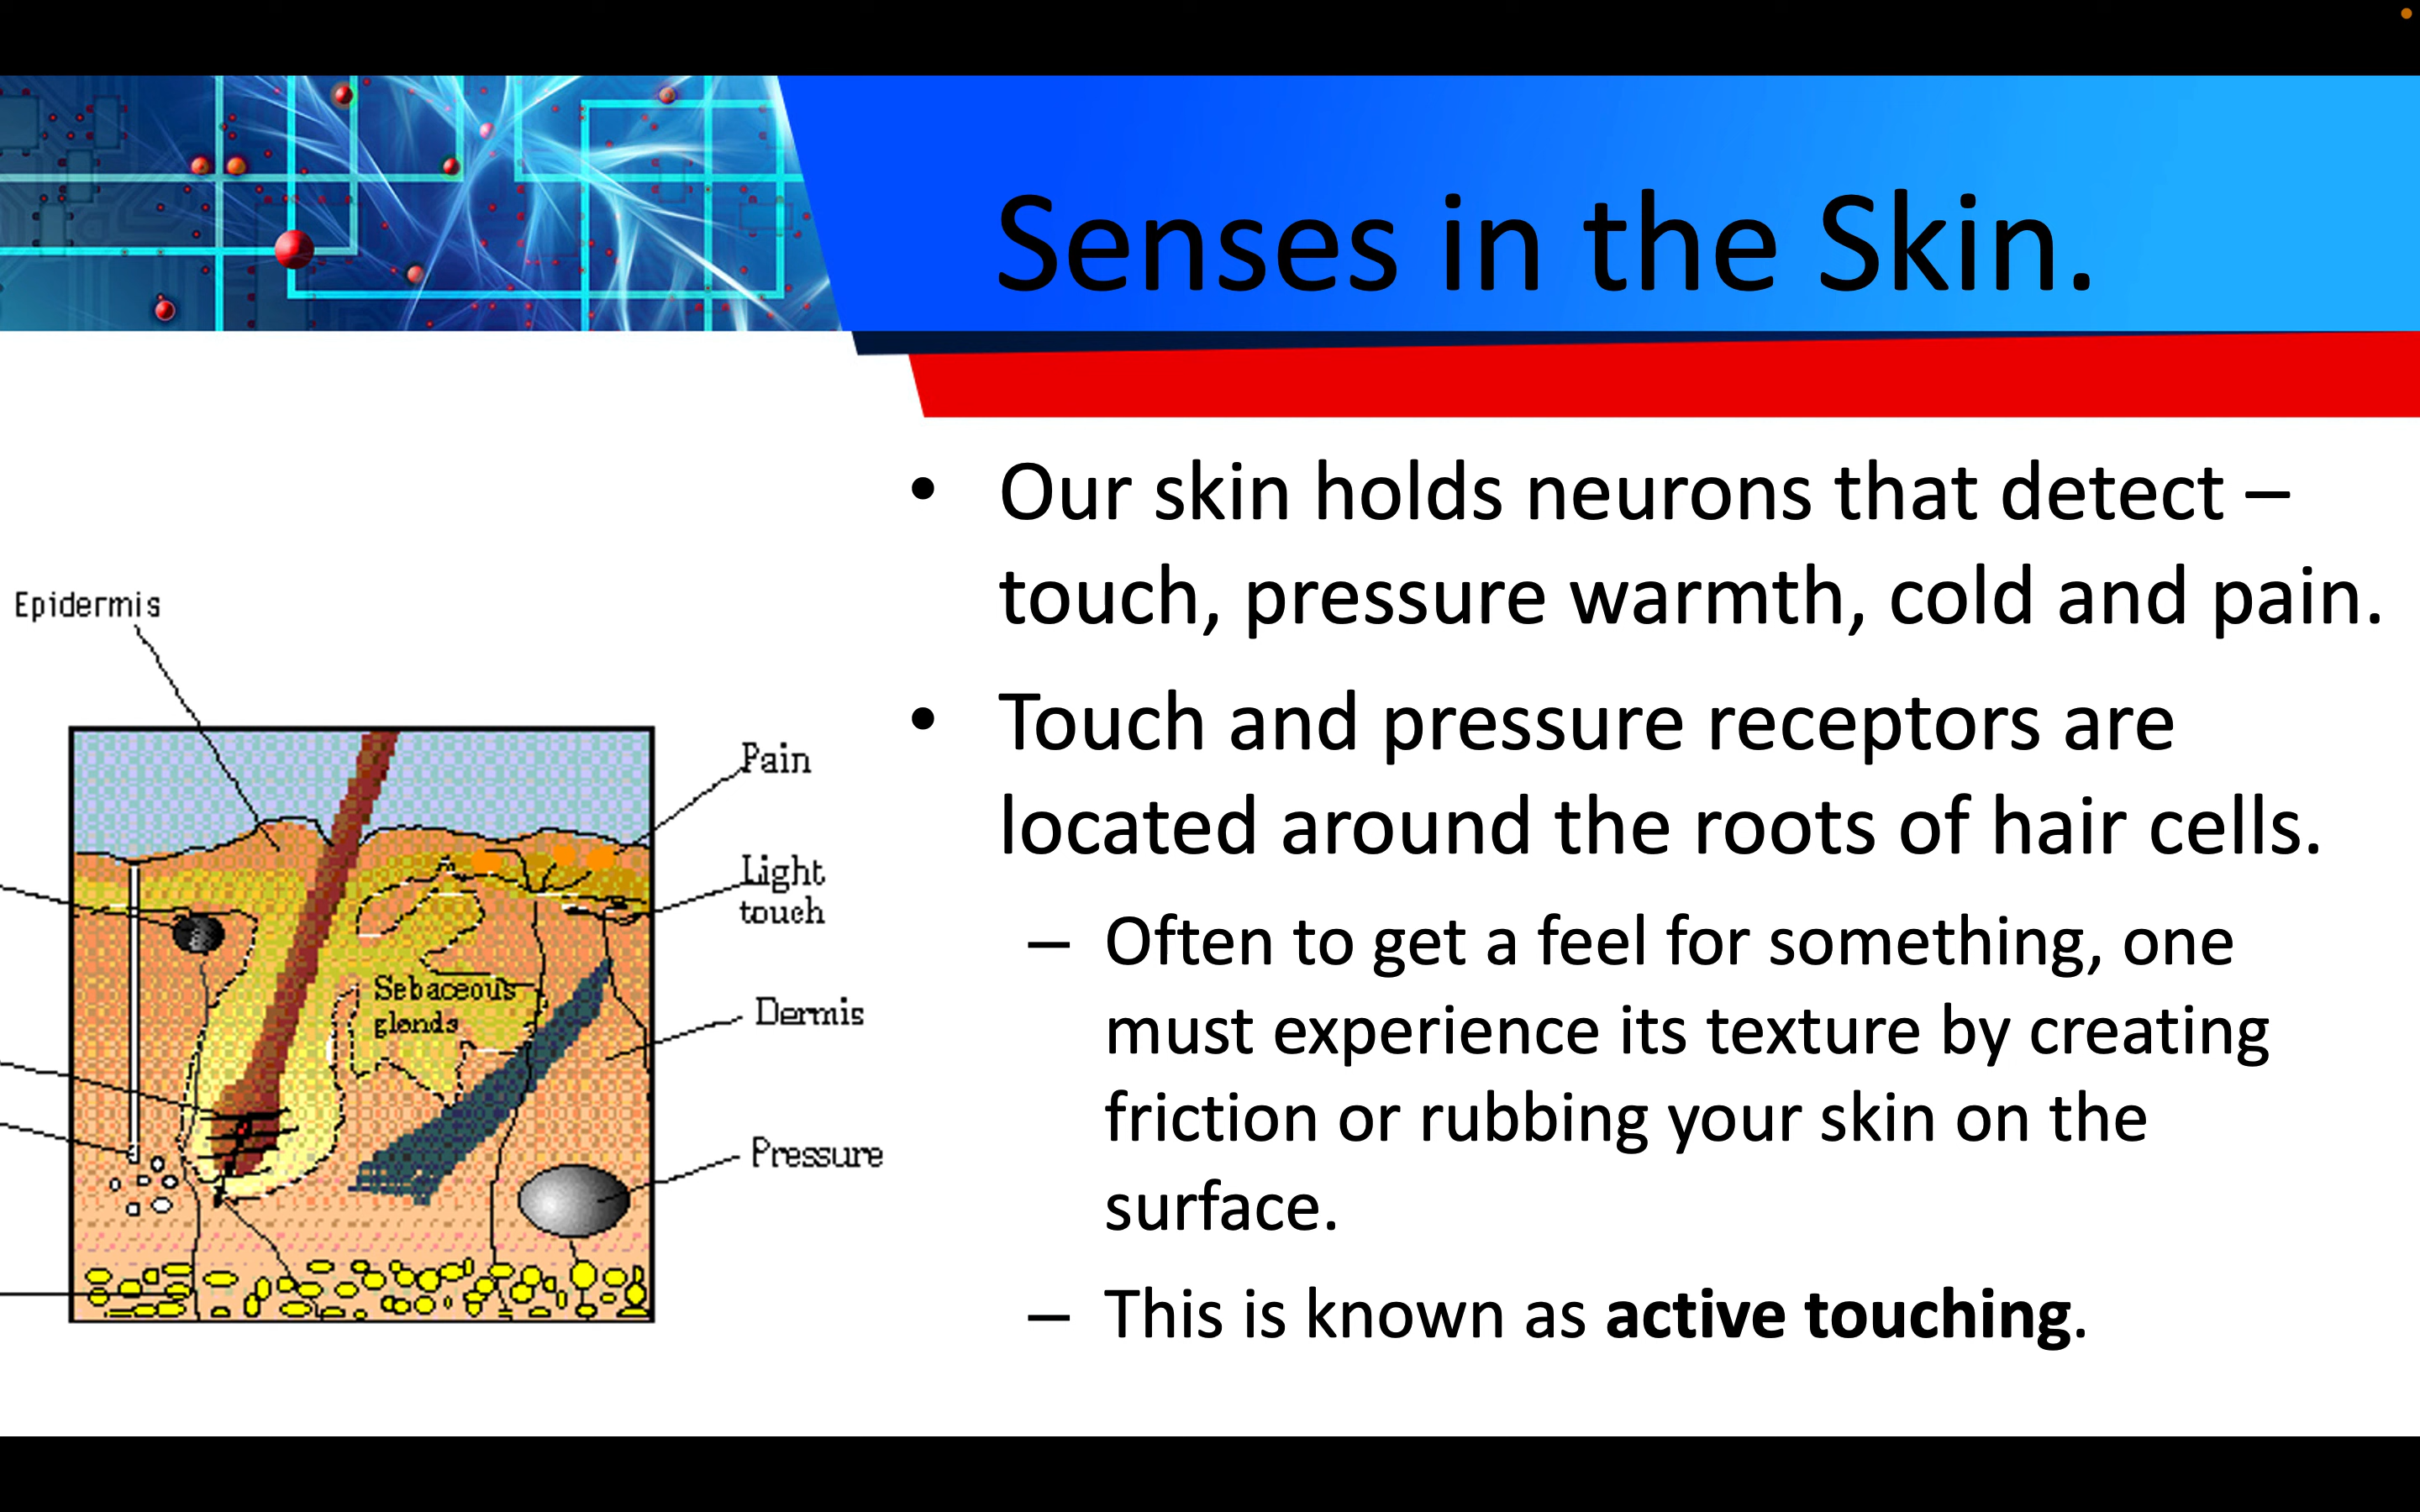 Senses in the Skin.
• Our skin holds neurons that detect –
touch, pressure warmth, cold and pain.
• Touch and pressure receptors are
located around the roots of hair cells.
– Often to get a feel for something, one
must experience its texture by creating
friction or rubbing your skin on the
surface.
– This is known as active touching.
Epidermis
Pain
Light
touch
Sebaceous
glands
Dermis
Pressure